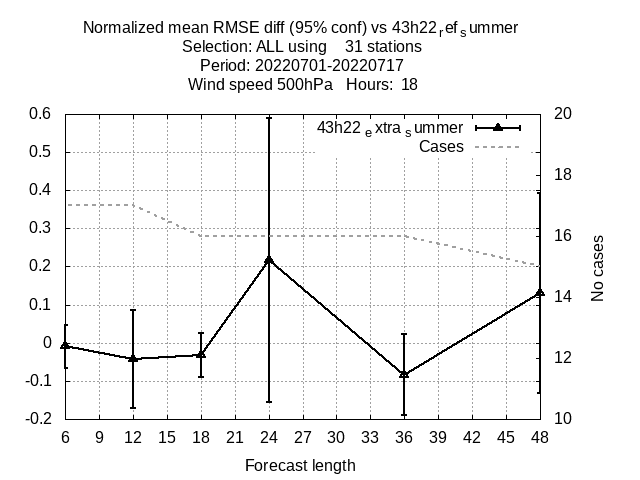 Normalized mean RMSE diff (95% conf) vs 43h22refsummer
Selection: ALL using 31 stations
Period: 20220701-20220717
Wind speed 500hPa Hours: 18
43h22extrasummer
Cases
0.6
0.5
0.4
0.3
0.2
0.1
0
-0.1
-0.2
20
18
16
14
12
10
No cases
6 9 12 15 18 21 24 27 30 33 36 39 42 45 48
Forecast length